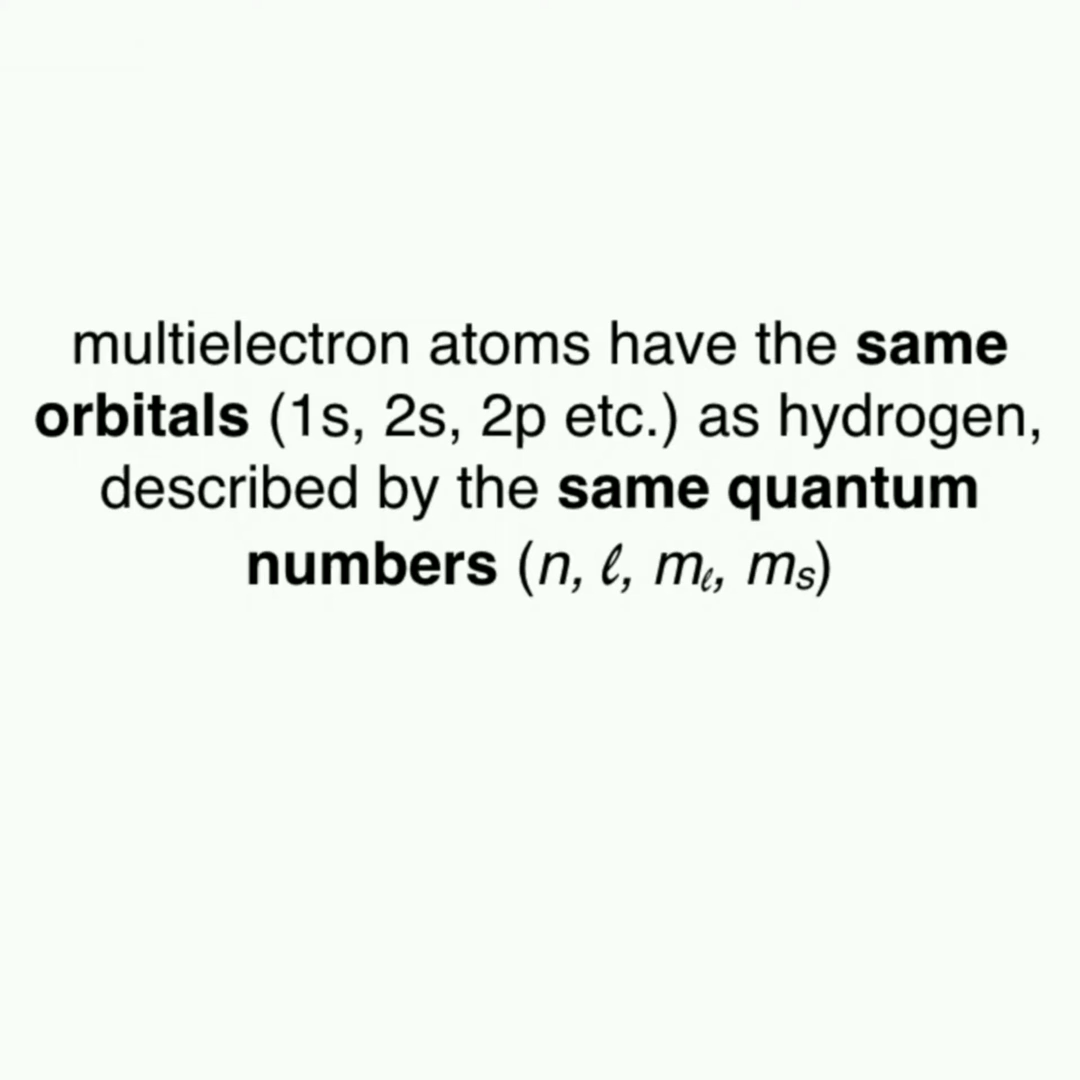 multielectron atoms have the same
orbitals (1s, 2s, 2p etc.) as hydrogen,
described by the same quantum
numbers (n, ℓ, mℓ, ms)